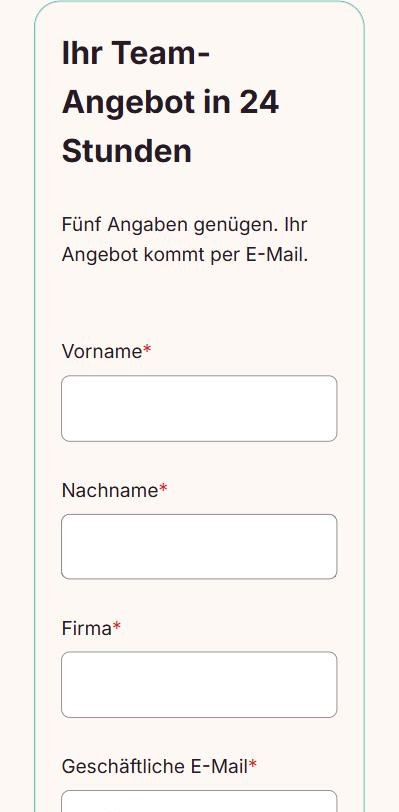 Ihr Team-
Angebot in 24
Stunden
Fünf Angaben genügen. Ihr
Angebot kommt per E-Mail.
Vorname*
Nachname*
Firma*
Geschäftliche E-Mail*